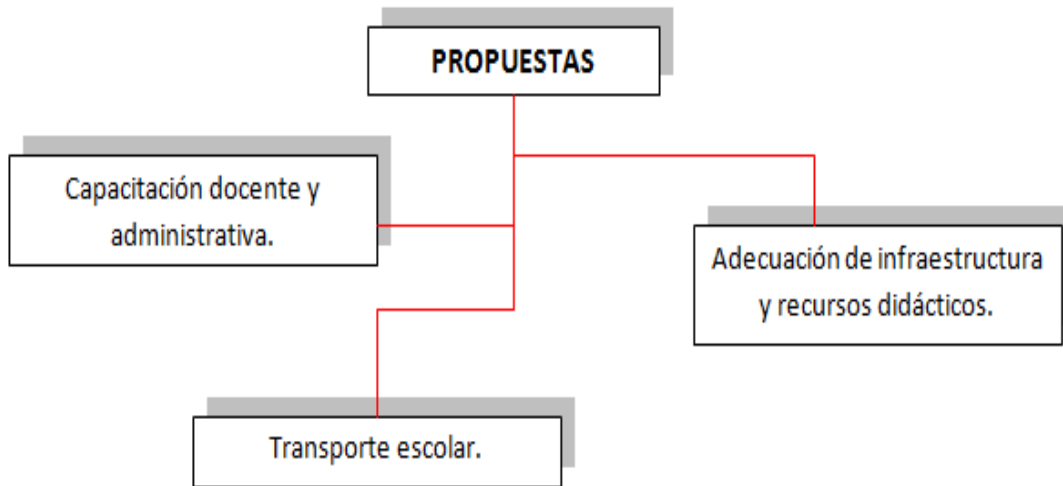 PROPUESTAS
Capacitación docente y
administrativa.
Adecuación de infraestructura
y recursos didácticos.
Transporte escolar.